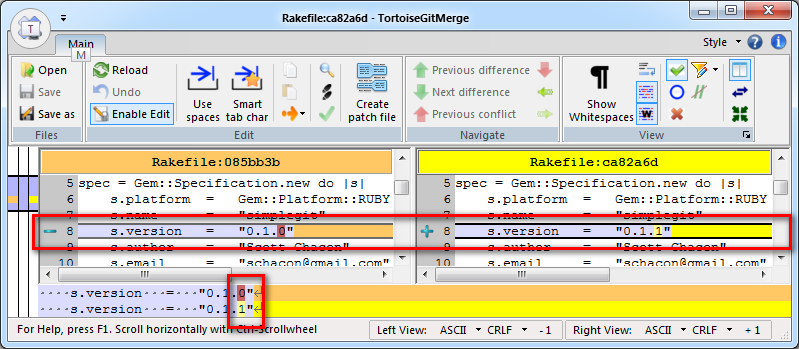 Rakefile:ca82a6d - TortoiseGitMerge
T
Main
M
Style
Open
Save
Save as
Files
Reload
Undo
Enable Edit
Use spaces
Smart tab char
Create patch file
Edit
Previous difference
Next difference
Previous conflict
Navigate
Show Whitespaces
View
Rakefile:085bb3b
Rakefile:ca82a6d
5 spec = Gem::Specification.new do |s|
6 s.platform = Gem::Platform::RUBY
7 s.name = "simplegit"
8 s.version = "0.1.0"
9 s.author = "Scott Chacon"
10 s.email = "schacon@gmail.com"
5 spec = Gem::Specification.new do |s|
6 s.platform = Gem::Platform::RUBY
7 s.name = "simplegit"
8 s.version = "0.1.1"
9 s.author = "Scott Chacon"
10 s.email = "schacon@gmail.com"
····s.version···=··"0.1.0"↵
····s.version···=··"0.1.1"↵
For Help, press F1. Scroll horizontally with Ctrl-Scrollwheel
Left View: ASCII CRLF - 1
Right View: ASCII CRLF + 1